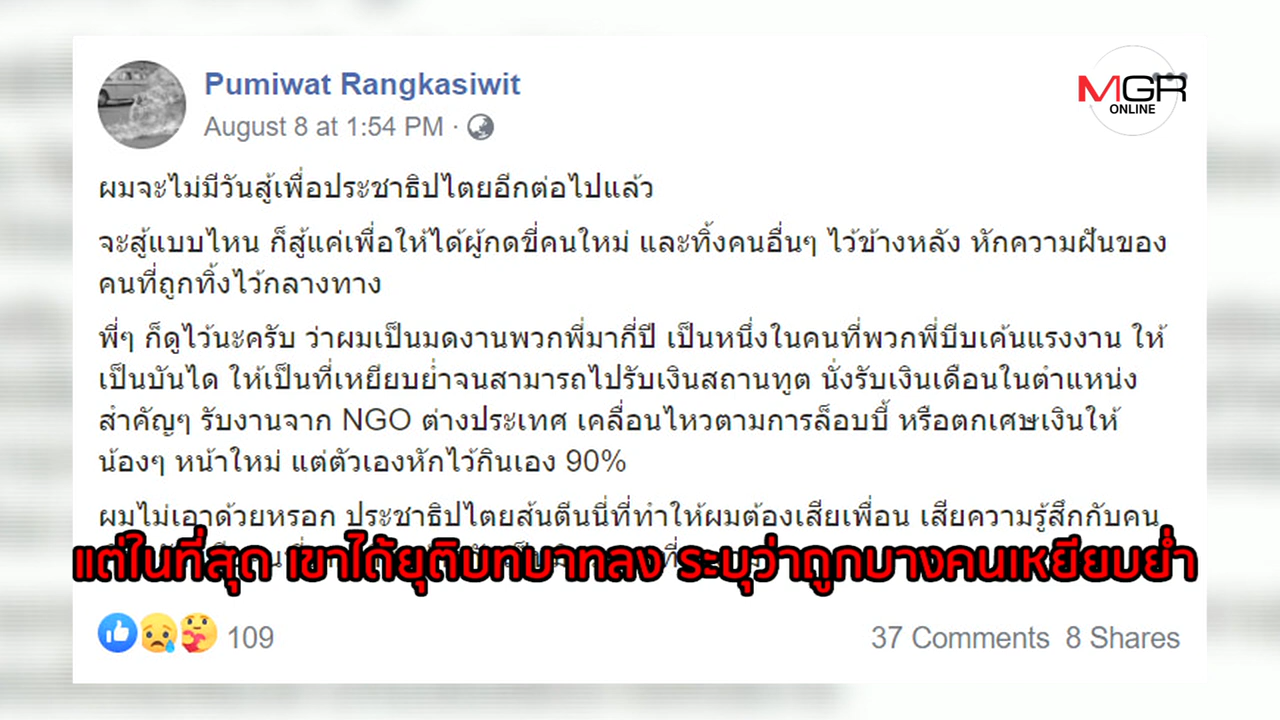 Pumiwat Rangkasiwit
August 8 at 1:54 PM ·
MGR
ONLINE
ผมจะไม่มีวันสู้เพื่อประชาธิปไตยอีกต่อไปแล้ว
จะสู้แบบไหน ก็สู้แค่เพื่อให้ได้ผู้กดขี่คนใหม่ และทิ้งคนอื่นๆ ไว้ข้างหลัง หักความฝันของ
คนที่ถูกทิ้งไว้กลางทาง
พี่ๆ ก็ดูไว้นะครับ ว่าผมเป็นมดงานพวกพี่มากี่ปี เป็นหนึ่งในคนที่พวกพี่บีบเค้นแรงงาน ให้
เป็นบันได ให้เป็นที่เหยียบย่ำจนสามารถไปรับเงินสถานทูต นั่งรับเงินเดือนในตำแหน่ง
สำคัญๆ รับงานจาก NGO ต่างประเทศ เคลื่อนไหวตามการล็อบบี้ หรือตกเศษเงินให้
น้องๆ หน้าใหม่ แต่ตัวเองหักไว้กินเอง 90%
ผมไม่เอาด้วยหรอก ประชาธิปไตยส้นตีนนี่ที่ทำให้ผมต้องเสียเพื่อน เสียความรู้สึกกับคน
แต่ในที่สุด เขาได้ยุติบทบาทลง ระบุว่าถูกบางคนเหยียบย่ำ
109
37 Comments 8 Shares